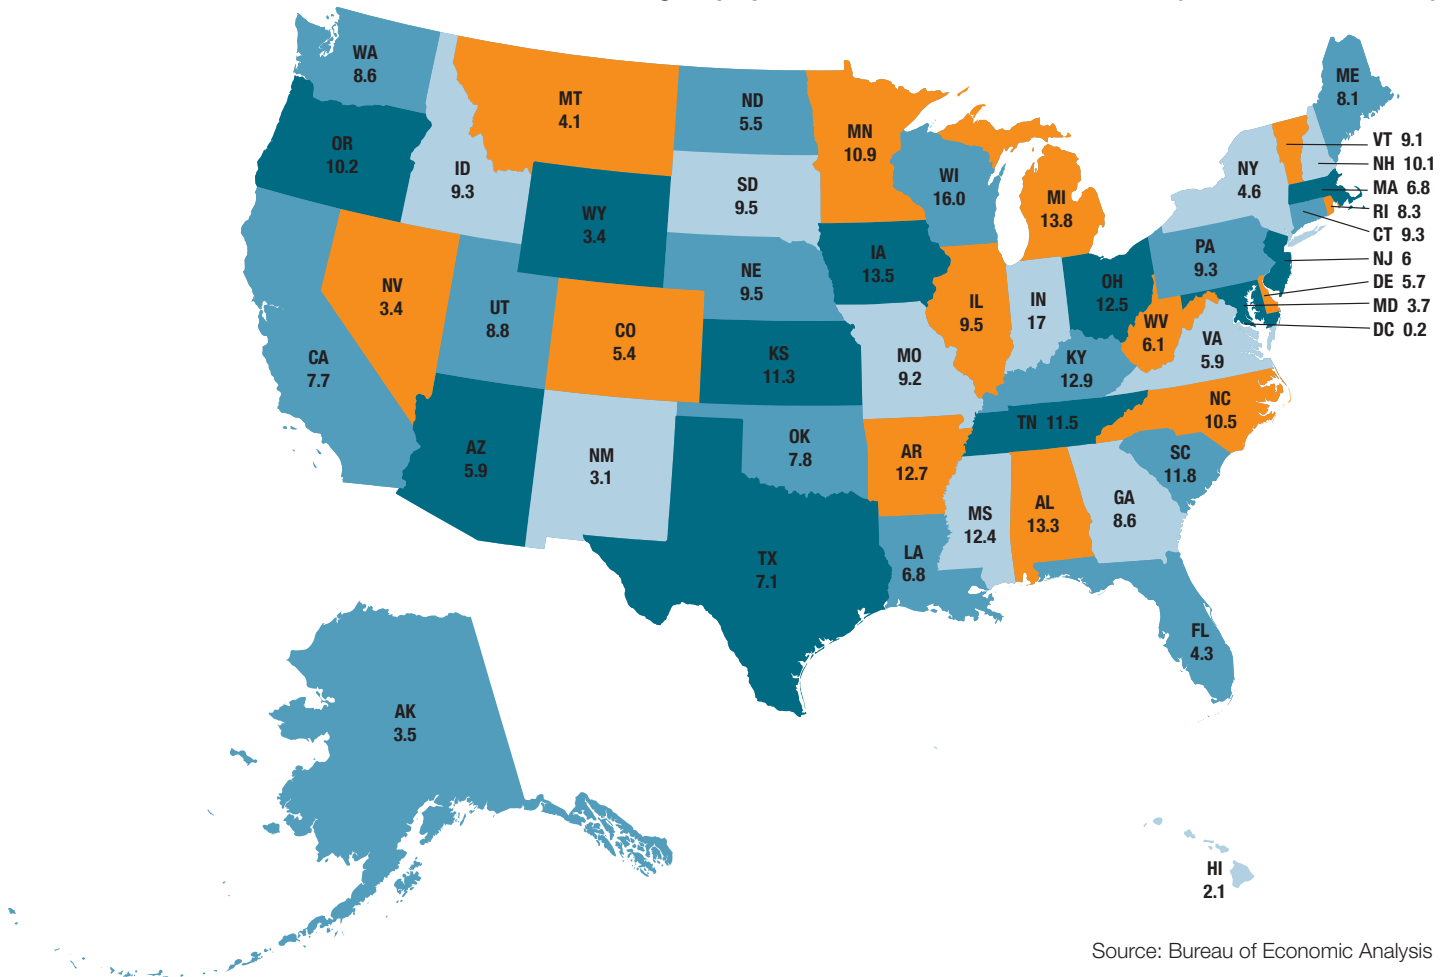 WA
8.6
MT
4.1
ND
5.5
MN
10.9
ME
8.1
OR
10.2
ID
9.3
SD
9.5
WI
16.0
MI
13.8
NY
4.6
VT 9.1
NH 10.1
MA 6.8
RI 8.3
CT 9.3
NJ 6
DE 5.7
MD 3.7
DC 0.2
WY
3.4
IA
13.5
PA
9.3
NE
9.5
OH
12.5
NV
3.4
UT
8.8
CO
5.4
IL
9.5
IN
17
WV
6.1
VA
5.9
CA
7.7
KS
11.3
MO
9.2
KY
12.9
NC
10.5
TN 11.5
AZ
5.9
NM
3.1
OK
7.8
AR
12.7
SC
11.8
MS
12.4
AL
13.3
GA
8.6
TX
7.1
LA
6.8
FL
4.3
AK
3.5
HI
2.1
Source: Bureau of Economic Analysis